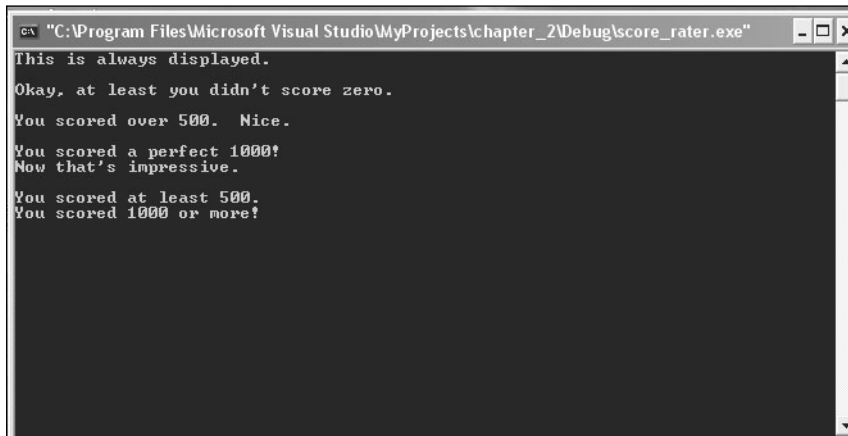 "C:\Program Files\Microsoft Visual Studio\MyProjects\chapter_2\Debug\score_rater.exe"
This is always displayed.
Okay, at least you didn't score zero.
You scored over 500.  Nice.
You scored a perfect 1000!
Now that's impressive.
You scored at least 500.
You scored 1000 or more!